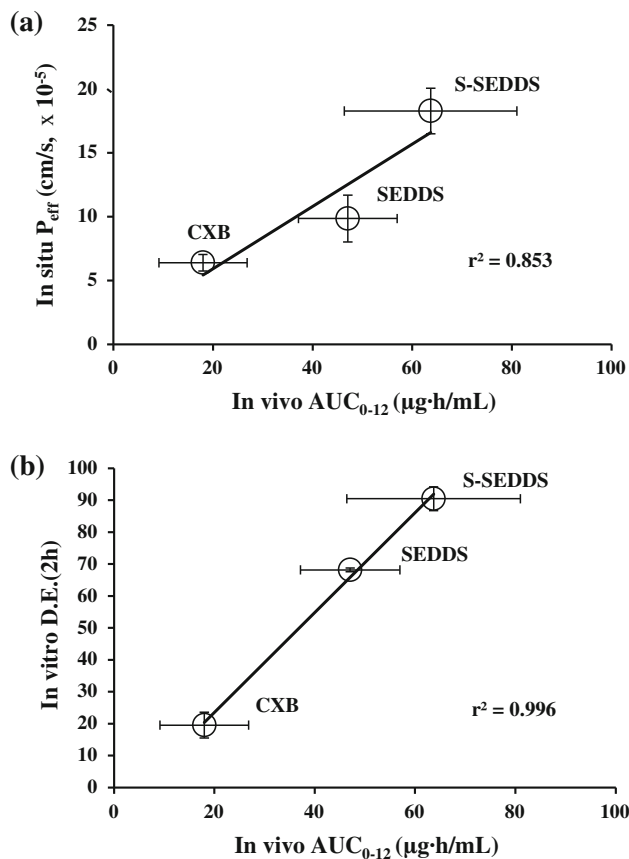 (a)
In situ P_eff (cm/s, x 10^-5)
25
20
15
10
5
0
S-SEDDS
SEDDS
CXB
r² = 0.853
0 20 40 60 80 100
In vivo AUC_0-12 (µg·h/mL)
(b)
In vitro D.E.(2h)
100
90
80
70
60
50
40
30
20
10
0
S-SEDDS
SEDDS
CXB
r² = 0.996
0 20 40 60 80 100
In vivo AUC_0-12 (µg·h/mL)